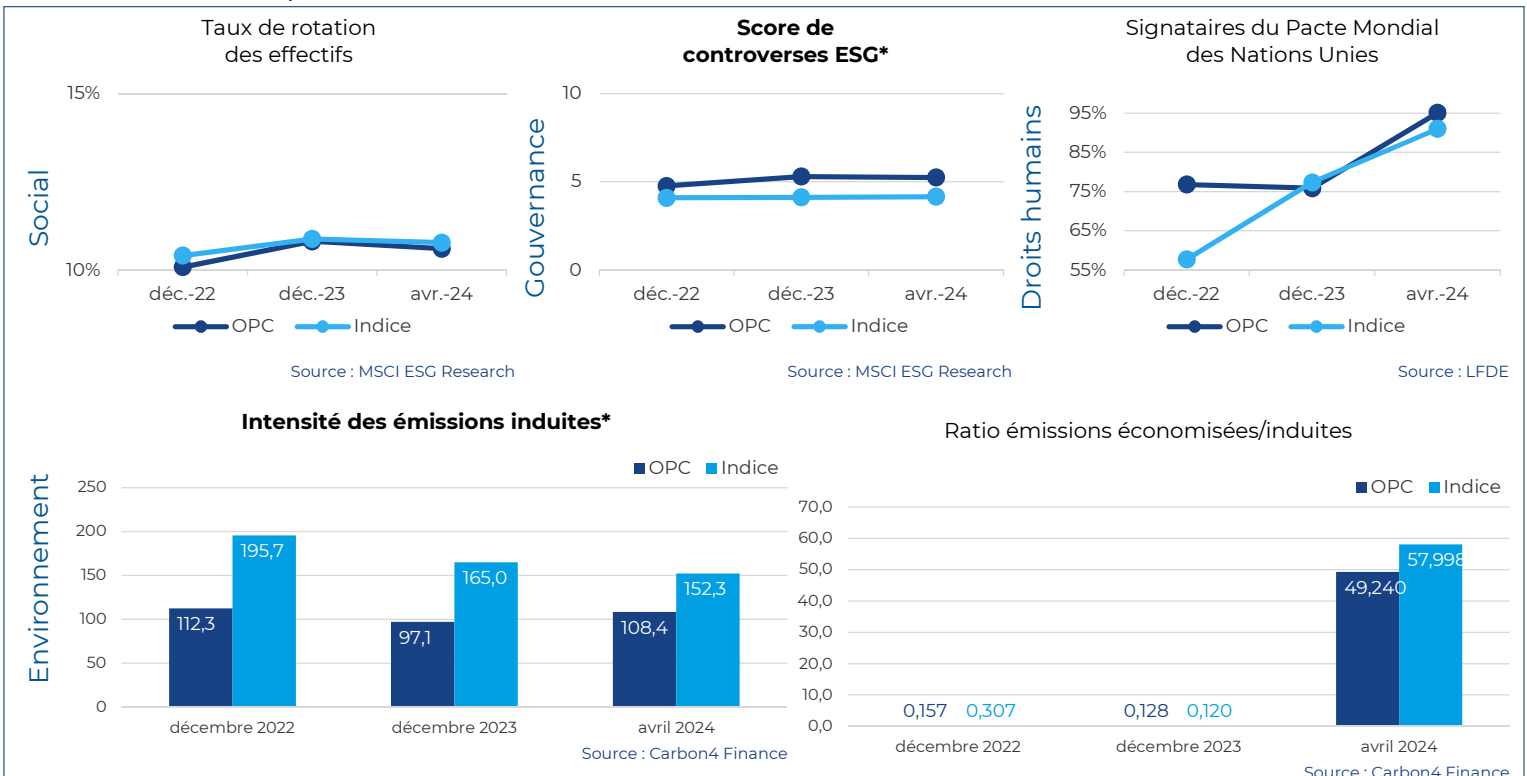 Taux de rotation
des effectifs
15%
10%
Social
déc.-22 déc.-23 avr.-24
OPC Indice
Source : MSCI ESG Research
Score de
controverses ESG*
10
5
0
Gouvernance
déc.-22 déc.-23 avr.-24
OPC Indice
Source : MSCI ESG Research
Signataires du Pacte Mondial
des Nations Unies
95%
85%
75%
65%
55%
Droits humains
déc.-22 déc.-23 avr.-24
OPC Indice
Source : LFDE
Intensité des émissions induites*
OPC Indice
Environnement
250
200
150
100
50
0
112,3 195,7
97,1 165,0
108,4 152,3
décembre 2022 décembre 2023 avril 2024
Source : Carbon4 Finance
Ratio émissions économisées/induites
OPC Indice
70,0
60,0
50,0
40,0
30,0
20,0
10,0
0,0
0,157 0,307
0,128 0,120
49,240 57,998
décembre 2022 décembre 2023 avril 2024
Source : Carbon4 Finance